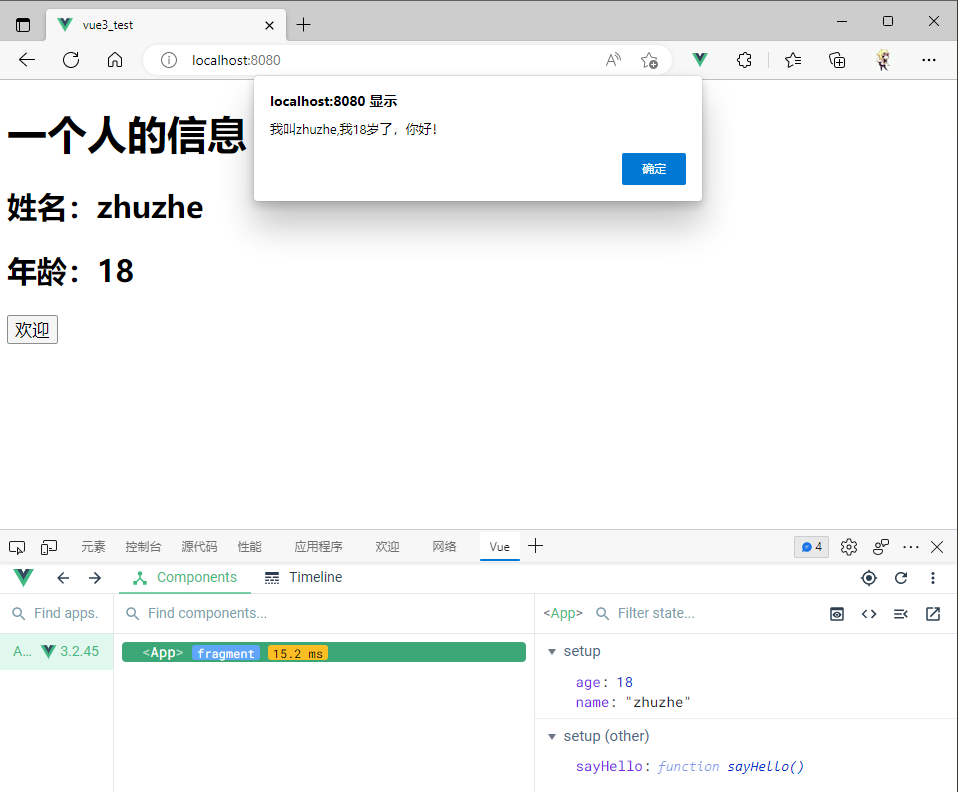 vue3_test
localhost:8080
localhost:8080 显示
我叫zhuzhe,我18岁了，你好！
确定
一个人的信息
姓名：zhuzhe
年龄：18
欢迎
元素 控制台 源代码 性能 应用程序 欢迎 网络 Vue 4
Components Timeline
Find apps. Find components... <App> Filter state...
A... 3.2.45 <App> fragment 15.2 ms setup
age: 18
name: "zhuzhe"
setup (other)
sayHello: function sayHello()